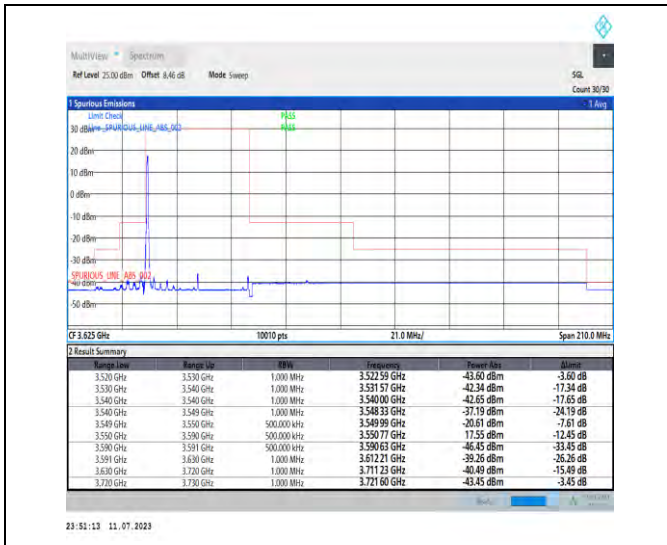 MultiView Spectrum
Ref Level 25.00 dBm Offset 8.46 dB Mode Sweep SGL
Count 30/30
1 Spurious Emissions 1 Avg
Limit Check PASS
30 dBm Line _SPURIOUS_LINE_ABS_002 PASS
20 dBm
10 dBm
0 dBm
-10 dBm
-20 dBm
-30 dBm
SPURIOUS_LINE_ABS_002
-40 dBm
-50 dBm
CF 3.625 GHz 10010 pts 21.0 MHz/ Span 210.0 MHz
2 Result Summary
Range Low Range Up RBW Frequency Power Abs ΔLimit
3.520 GHz 3.530 GHz 1.000 MHz 3.522 59 GHz -43.60 dBm -3.60 dB
3.530 GHz 3.540 GHz 1.000 MHz 3.531 57 GHz -42.34 dBm -17.34 dB
3.540 GHz 3.540 GHz 1.000 MHz 3.540 00 GHz -42.65 dBm -17.65 dB
3.540 GHz 3.549 GHz 1.000 MHz 3.548 33 GHz -37.19 dBm -24.19 dB
3.549 GHz 3.550 GHz 500.000 kHz 3.549 99 GHz -20.61 dBm -7.61 dB
3.550 GHz 3.590 GHz 500.000 kHz 3.550 77 GHz 17.55 dBm -12.45 dB
3.590 GHz 3.591 GHz 500.000 kHz 3.590 63 GHz -46.45 dBm -33.45 dB
3.591 GHz 3.630 GHz 1.000 MHz 3.612 21 GHz -39.26 dBm -26.26 dB
3.630 GHz 3.720 GHz 1.000 MHz 3.711 23 GHz -40.49 dBm -15.49 dB
3.720 GHz 3.730 GHz 1.000 MHz 3.721 60 GHz -43.45 dBm -3.45 dB
23:51:13 11.07.2023